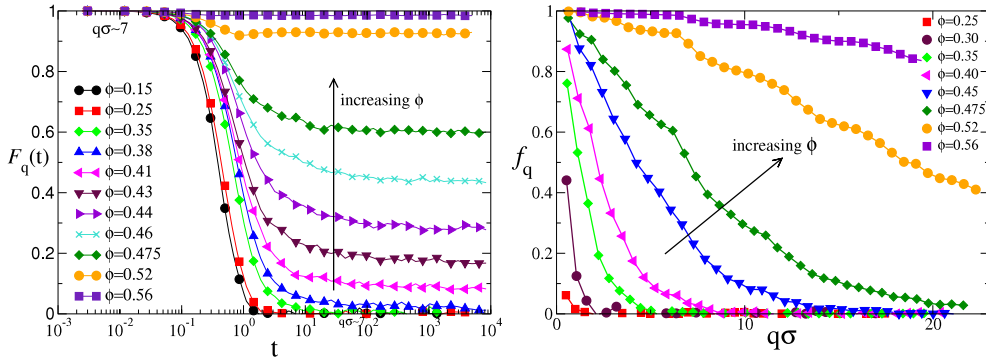 qσ~7
1
0.8
0.6
0.4
0.2
0
F_q(t)
ϕ=0.15
ϕ=0.25
ϕ=0.35
ϕ=0.38
ϕ=0.41
ϕ=0.43
ϕ=0.44
ϕ=0.46
ϕ=0.475
ϕ=0.52
ϕ=0.56
increasing ϕ
qσ~7
10^-3 10^-2 10^-1 10^0 10^1 10^2 10^3 10^4
t
1
0.8
0.6
0.4
0.2
0
f_q
ϕ=0.25
ϕ=0.30
ϕ=0.35
ϕ=0.40
ϕ=0.45
ϕ=0.475
ϕ=0.52
ϕ=0.56
increasing ϕ
10 20
qσ